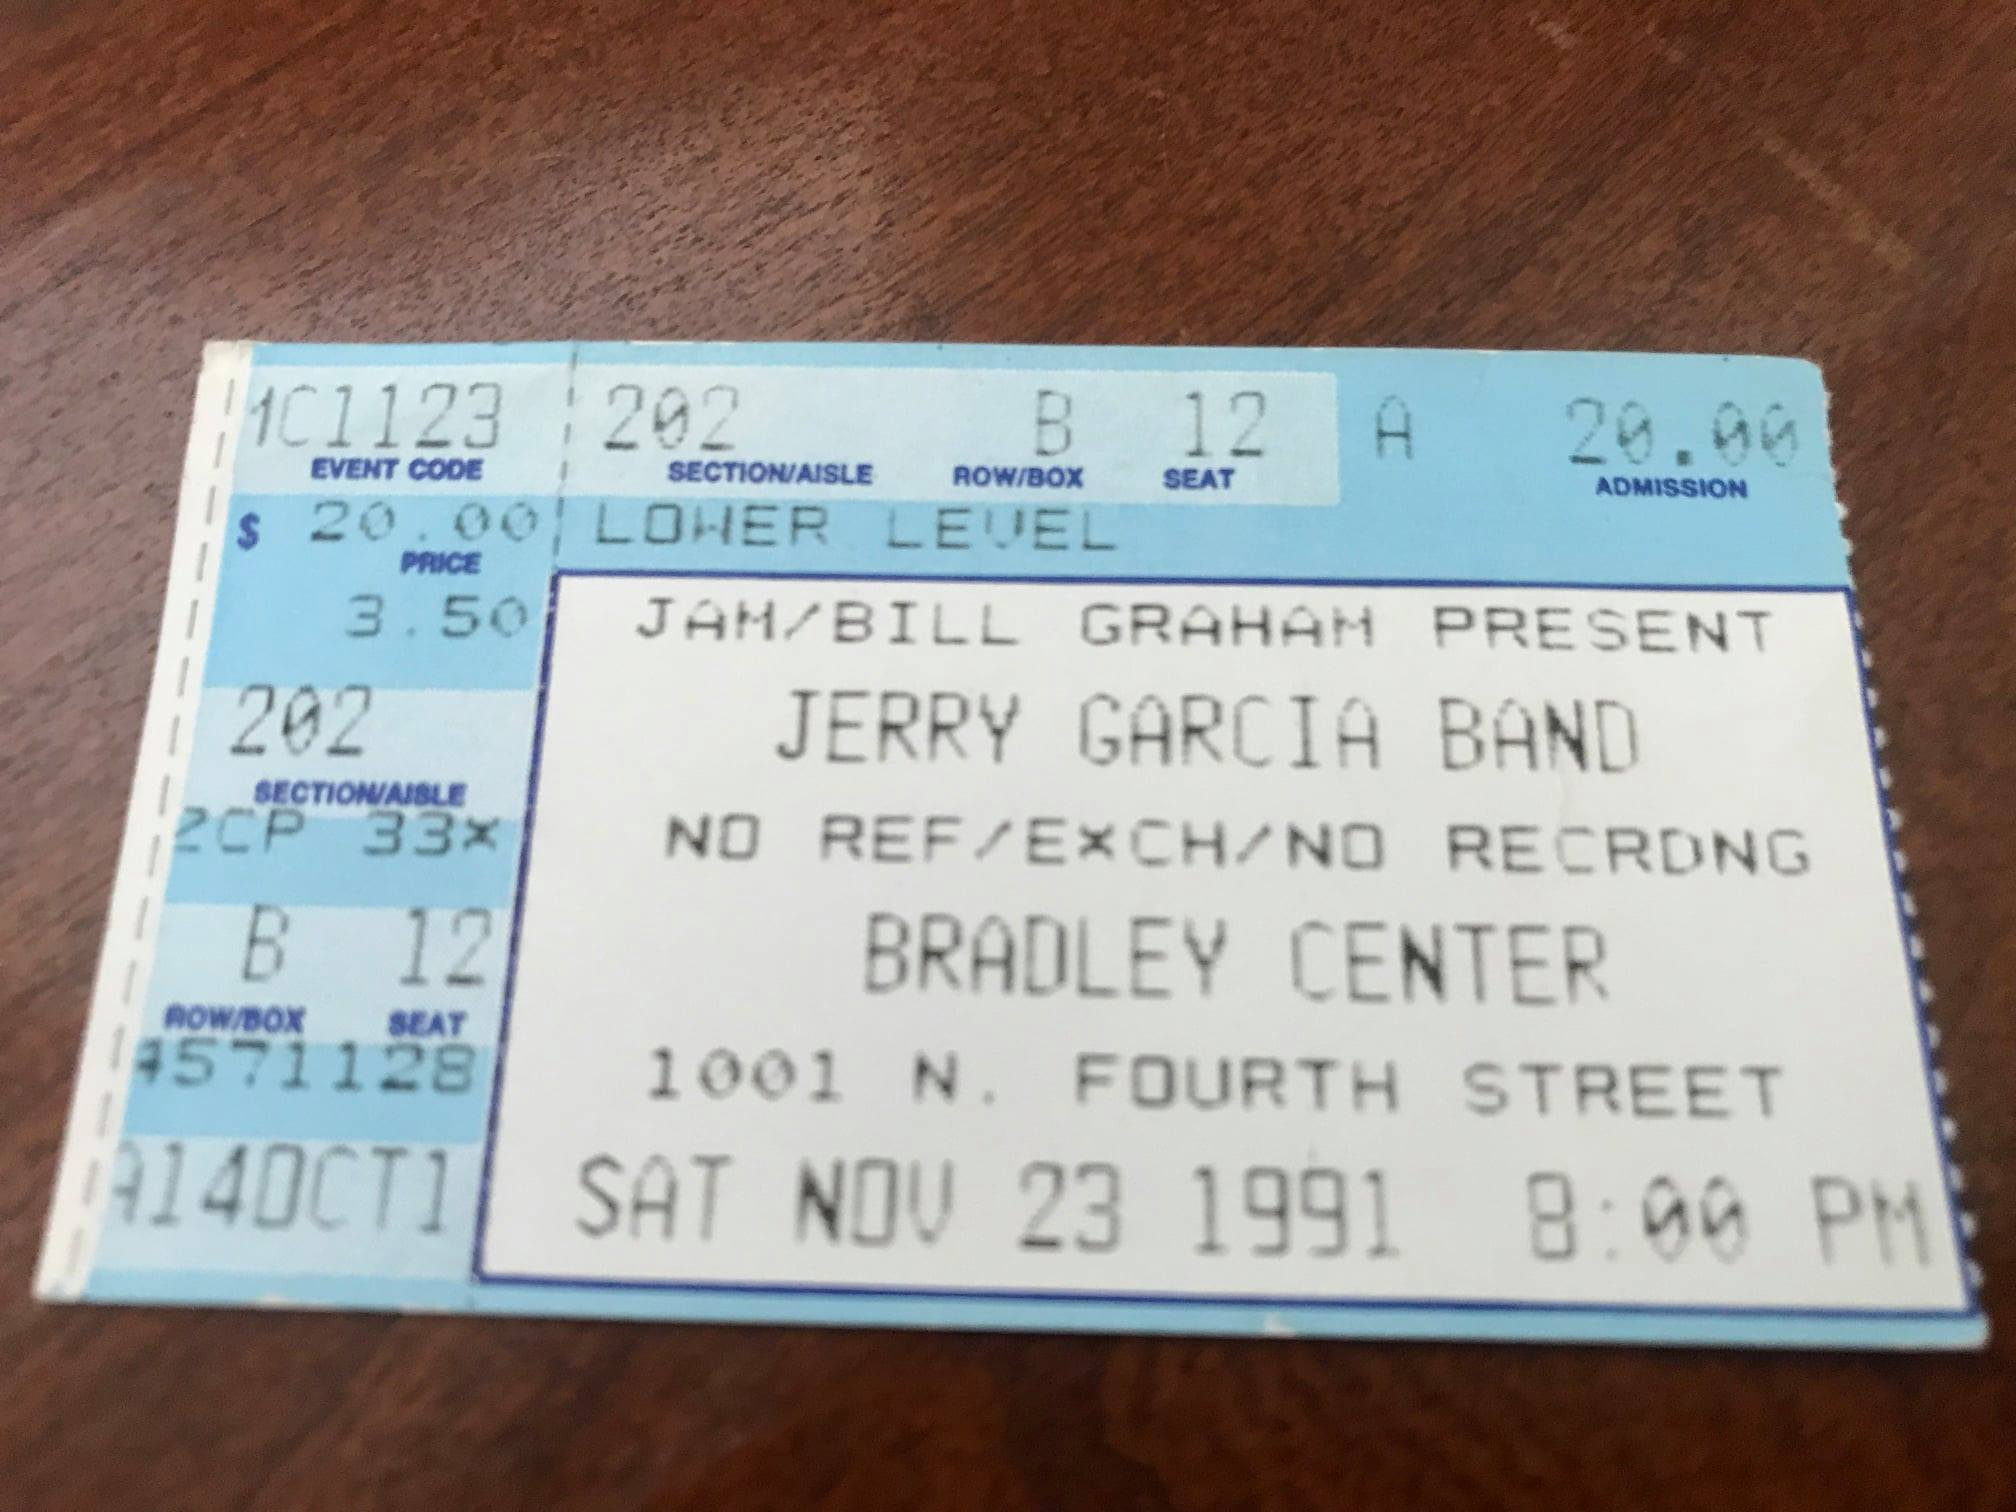 1C1123 202 B 12 A 20.00
EVENT CODE SECTION/AISLE ROW/BOX SEAT ADMISSION
$ 20.00 LOWER LEVEL
PRICE
3.50
JAM/BILL GRAHAM PRESENT
JERRY GARCIA BAND
202
SECTION/AISLE
NO REF/EXCH/NO RECRDNG
2CP 33X
BRADLEY CENTER
B 12
ROW/BOX SEAT
1001 N. FOURTH STREET
4571128
SAT NOV 23 1991 8:00 PM
A14OCT1